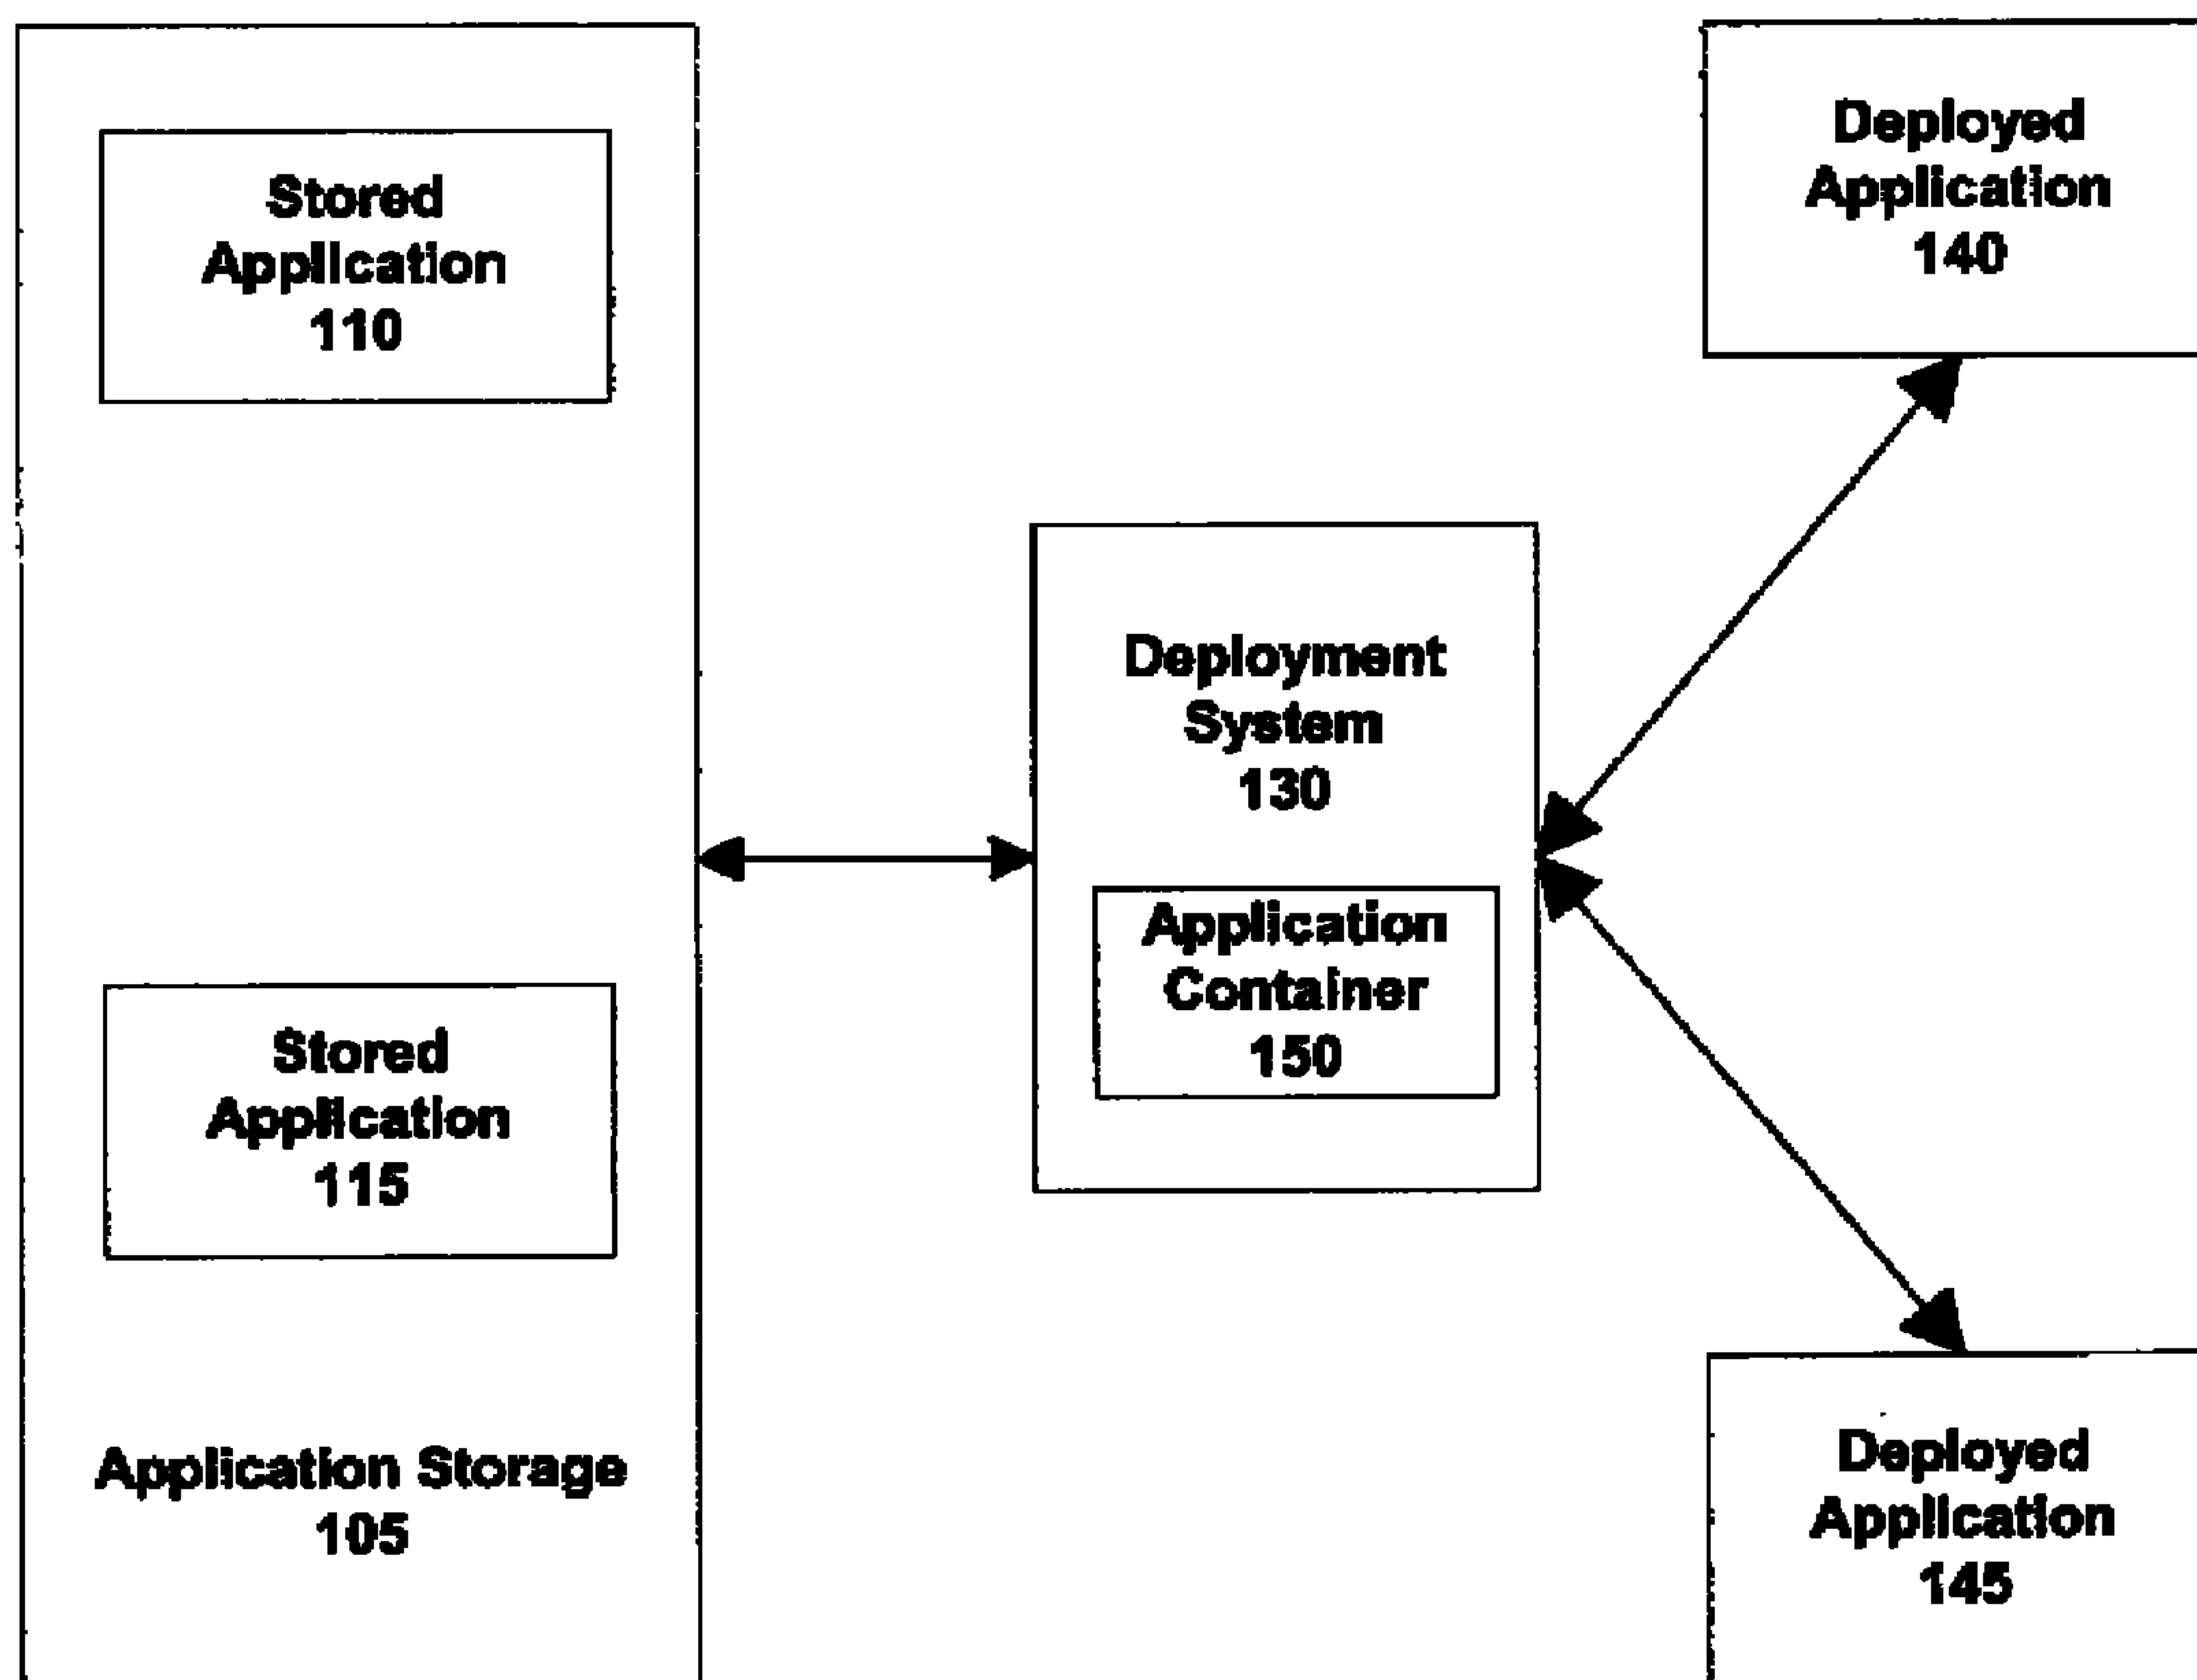 Stored
Application
110
Stored
Application
115
Application Storage
105
Deployment
System
130
Application
Container
150
Deployed
Application
140
Deployed
Application
145